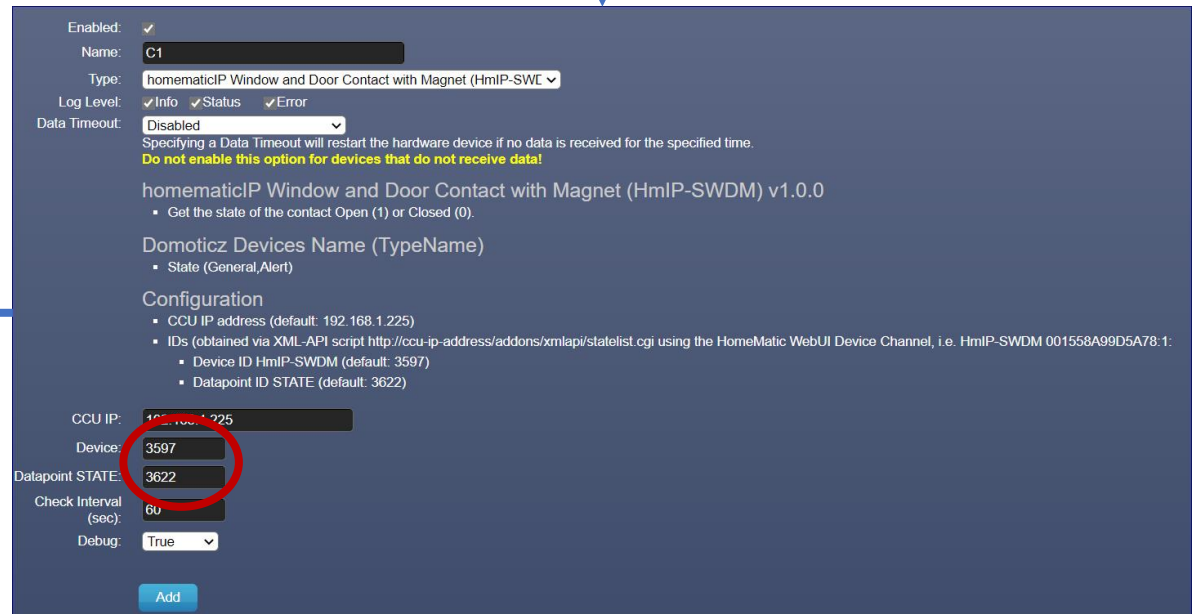 Enabled:
Name: C1
Type: homematicIP Window and Door Contact with Magnet (HmIP-SWD
Log Level: Info Status Error
Data Timeout: Disabled
Specifying a Data Timeout will restart the hardware device if no data is received for the specified time.
Do not enable this option for devices that do not receive data!
homematicIP Window and Door Contact with Magnet (HmIP-SWDM) v1.0.0
▪ Get the state of the contact Open (1) or Closed (0).
Domoticz Devices Name (TypeName)
▪ State (General,Alert)
Configuration
▪ CCU IP address (default: 192.168.1.225)
▪ IDs (obtained via XML-API script http://ccu-ip-address/addons/xmlapi/statelist.cgi using the HomeMatic WebUI Device Channel, i.e. HmIP-SWDM 001558A99D5A78:1:
▪ Device ID HmIP-SWDM (default: 3597)
▪ Datapoint ID STATE (default: 3622)
CCU IP: 192.168.1.225
Device: 3597
Datapoint STATE: 3622
Check Interval
(sec): 60
Debug: True
Add